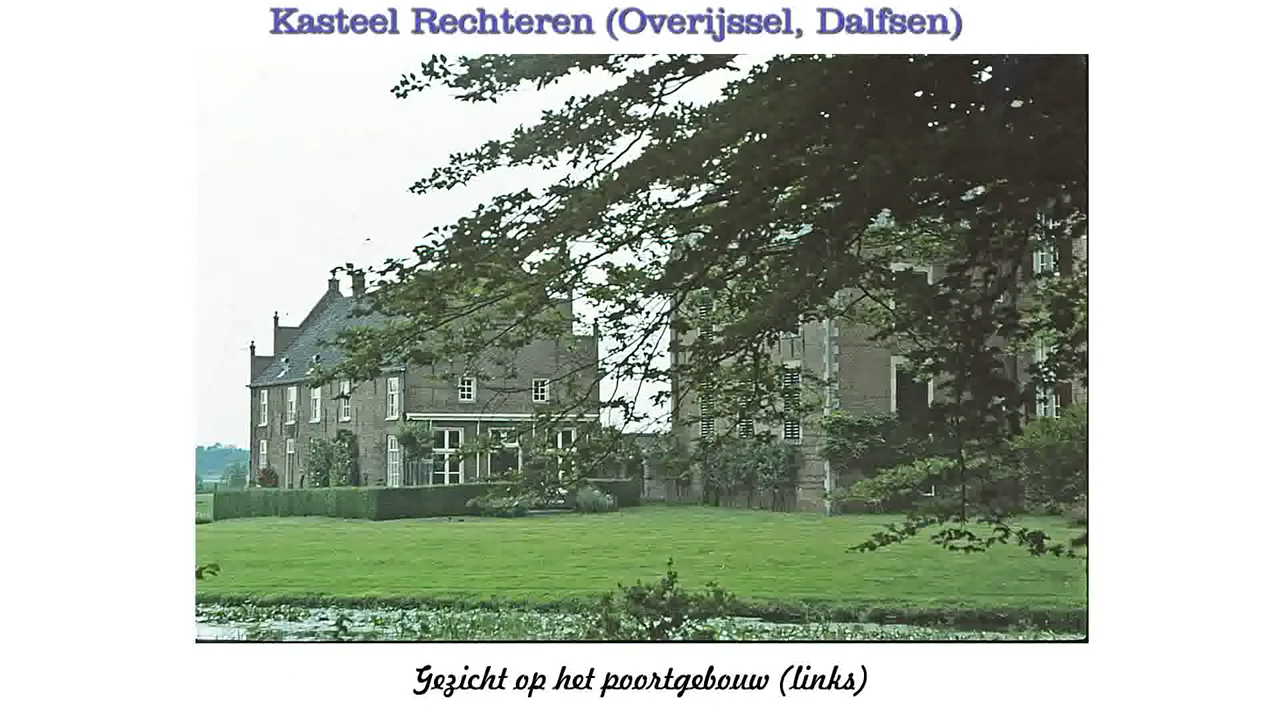 Kasteel Rechteren (Overijssel, Dalfsen)
Gezicht op het poortgebouw (links)